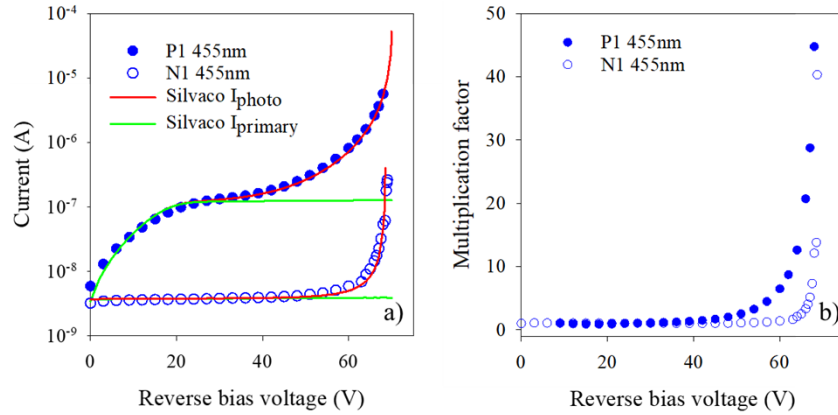 P1 455nm
N1 455nm
Silvaco Iphoto
Silvaco Iprimary
Current (A)
10-4
10-5
10-6
10-7
10-8
10-9
0
20
40
60
Reverse bias voltage (V)
a)
P1 455nm
N1 455nm
Multiplication factor
50
40
30
20
10
0
0
20
40
60
Reverse bias voltage (V)
b)